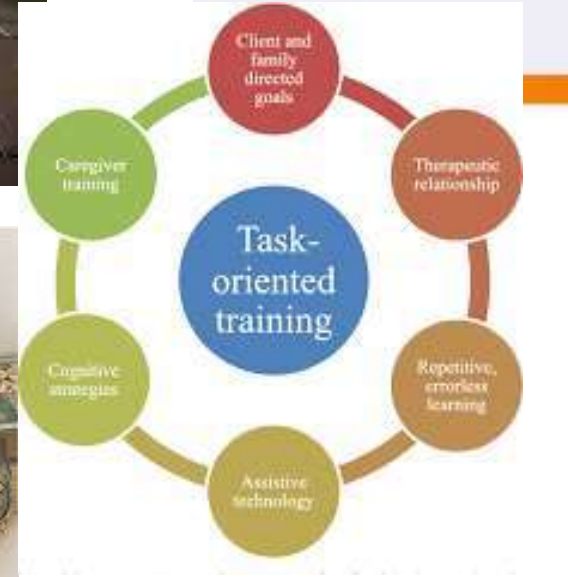 Client and
family
directed
goals
Therapeutic
relationship
Repetitive,
errorless
learning
Assistive
technology
Cognitive
strategies
Caregiver
training
Task-
oriented
training